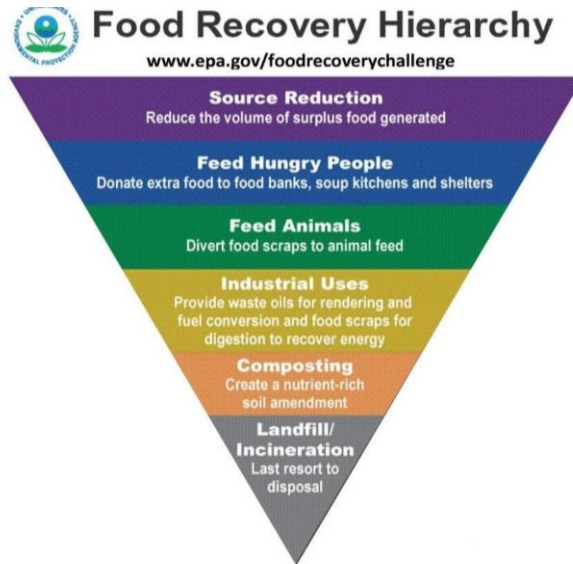 Food Recovery Hierarchy
www.epa.gov/foodrecoverychallenge
Source Reduction
Reduce the volume of surplus food generated
Feed Hungry People
Donate extra food to food banks, soup kitchens and shelters
Feed Animals
Divert food scraps to animal feed
Industrial Uses
Provide waste oils for rendering and
fuel conversion and food scraps for
digestion to recover energy
Composting
Create a nutrient-rich
soil amendment
Landfill/
Incineration
Last resort to
disposal